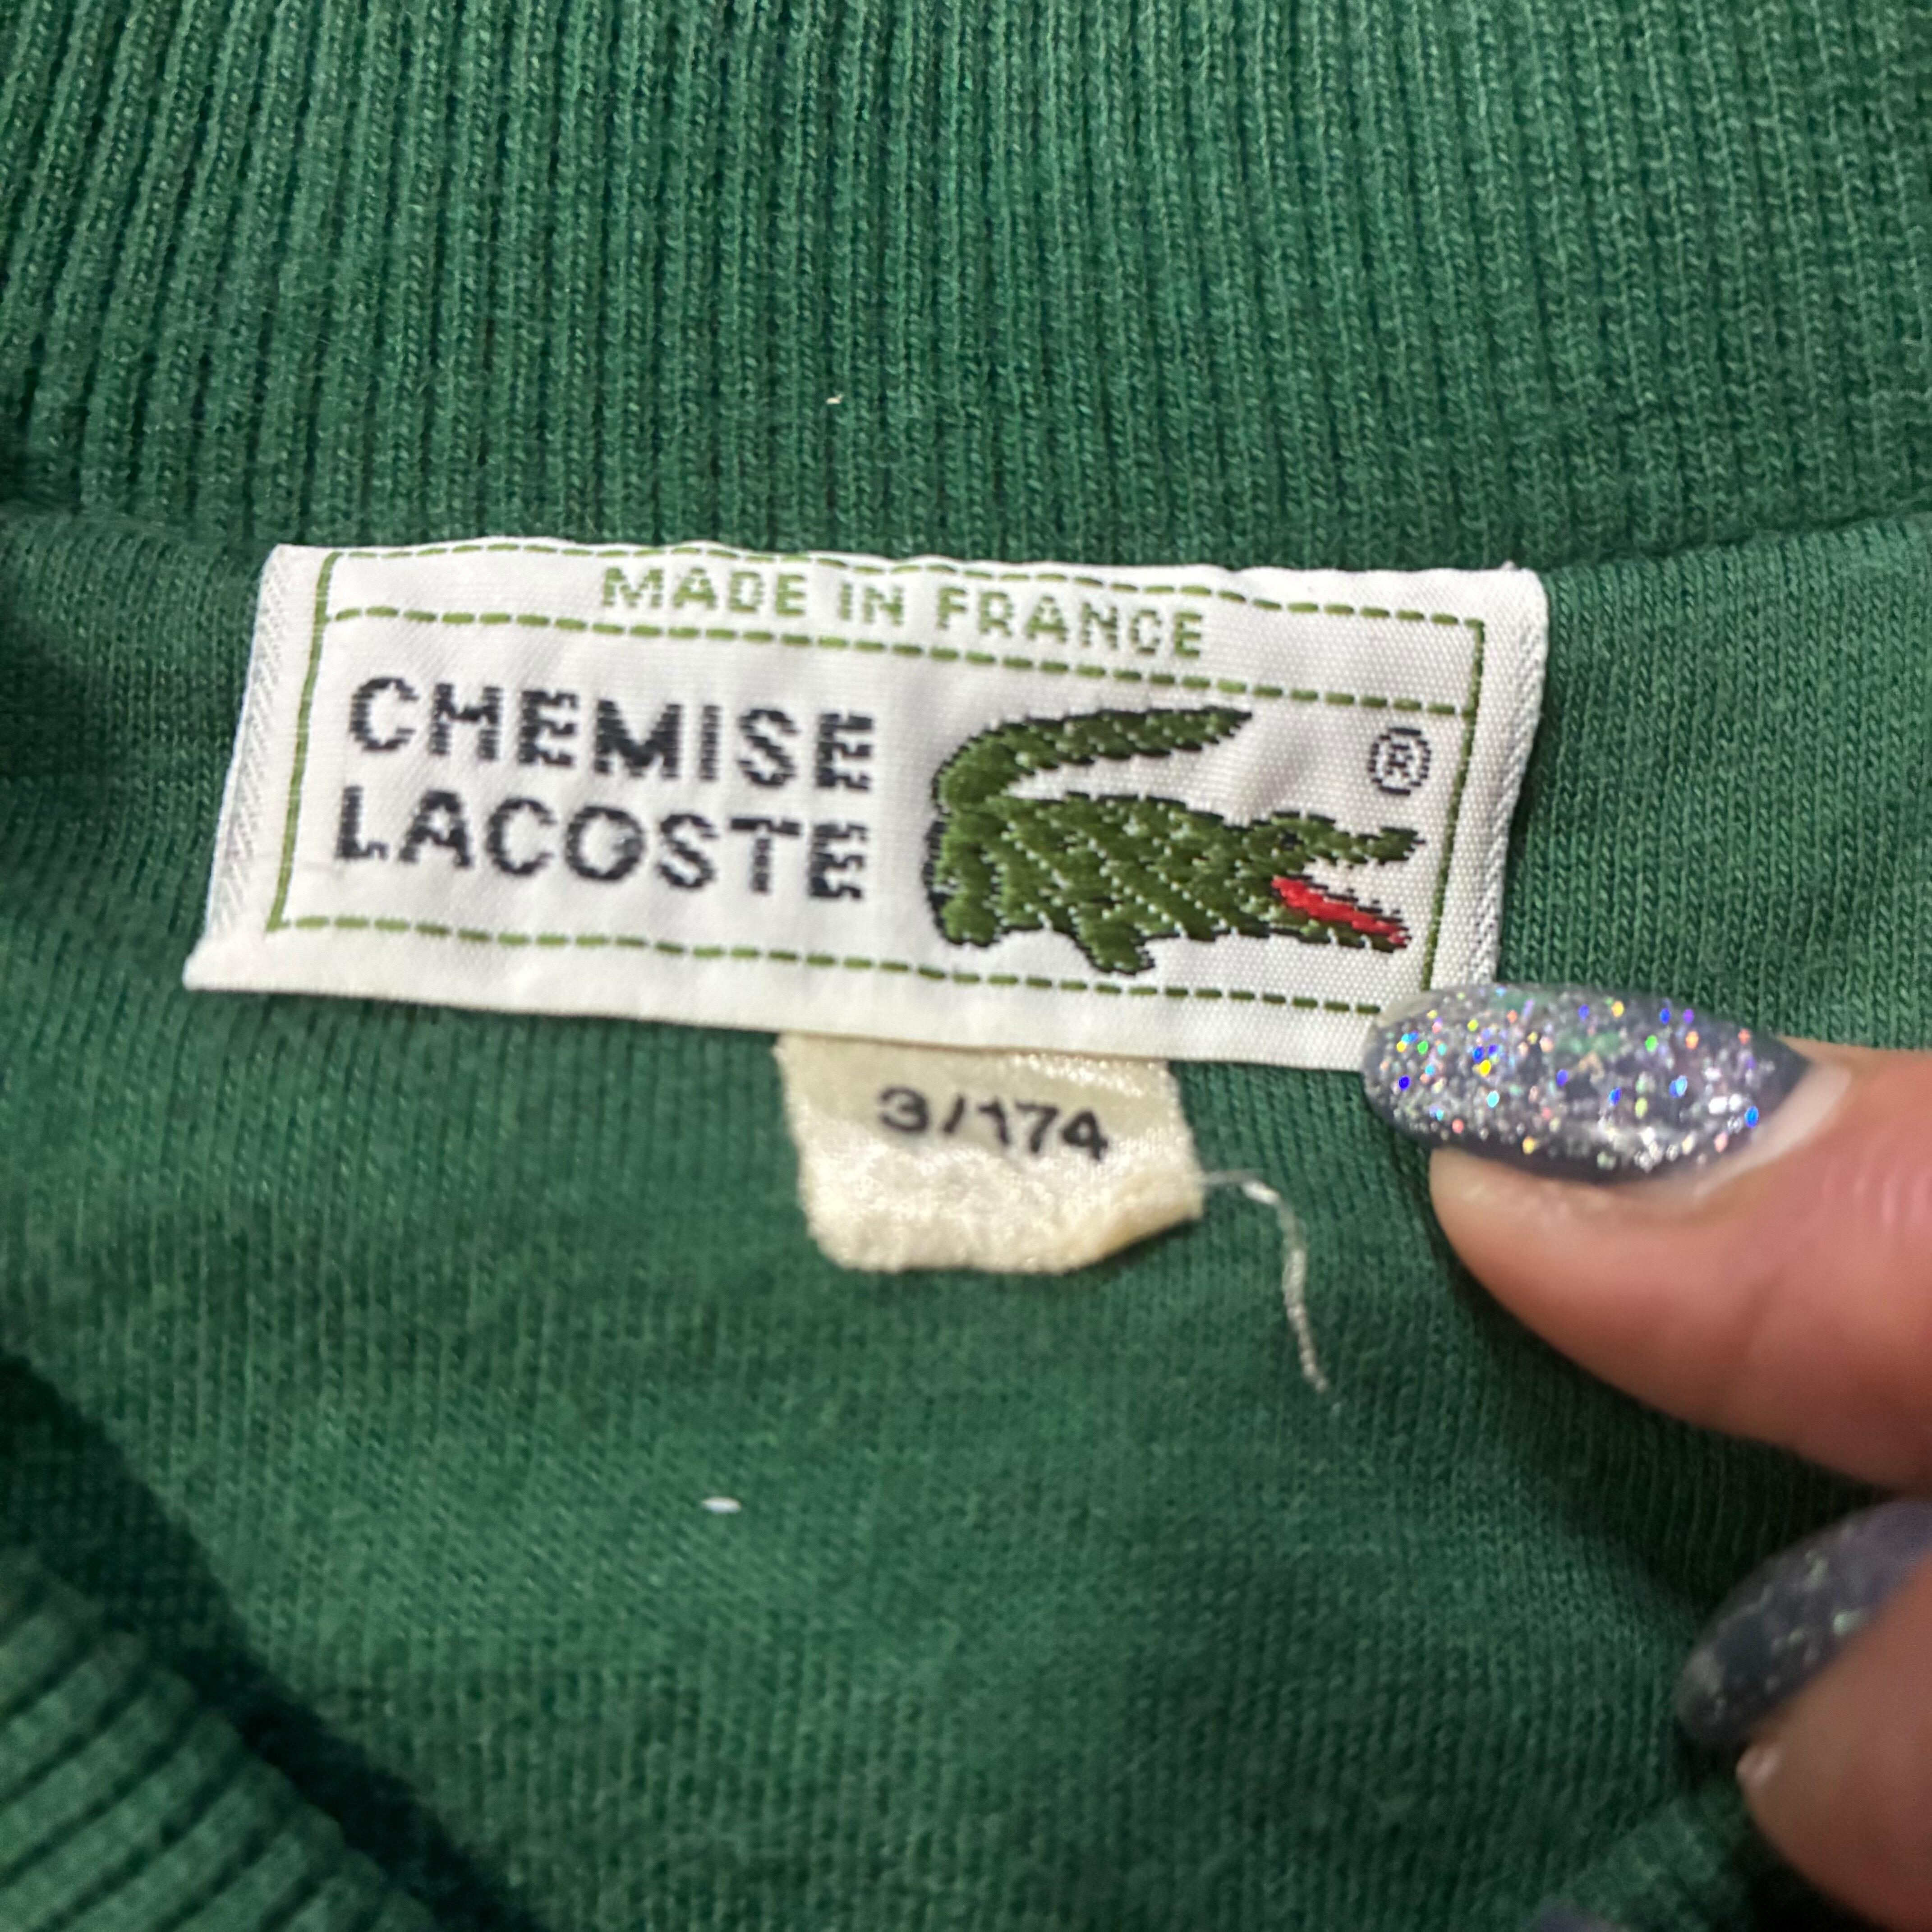 MADE IN FRANCE
CHEMISE
LACOSTE
®
3/174